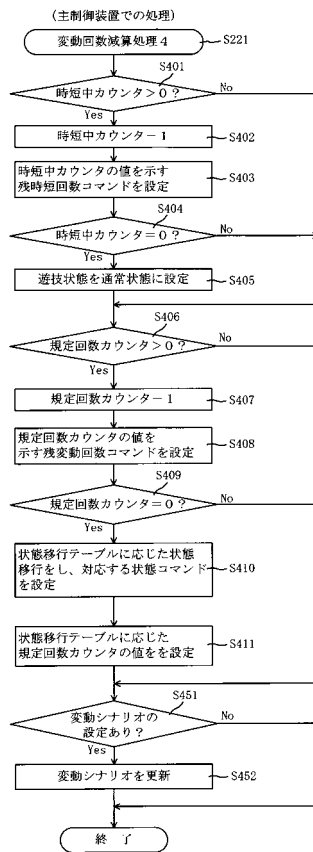 (主制御装置での処理)
変動回数減算処理4
S221
S401
時短中カウンタ>0?
No
Yes
時短中カウンタ-1
S402
時短中カウンタの値を示す
残時短回数コマンドを設定
S403
S404
時短中カウンタ=0?
No
Yes
遊技状態を通常状態に設定
S405
S406
規定回数カウンタ>0?
No
Yes
規定回数カウンタ-1
S407
規定回数カウンタの値を
示す残変動回数コマンドを設定
S408
S409
規定回数カウンタ=0?
No
Yes
状態移行テーブルに応じた状態
移行をし、対応する状態コマンド
を設定
S410
状態移行テーブルに応じた
規定回数カウンタの値をを設定
S411
S451
変動シナリオの
設定あり?
No
Yes
変動シナリオを更新
S452
終了